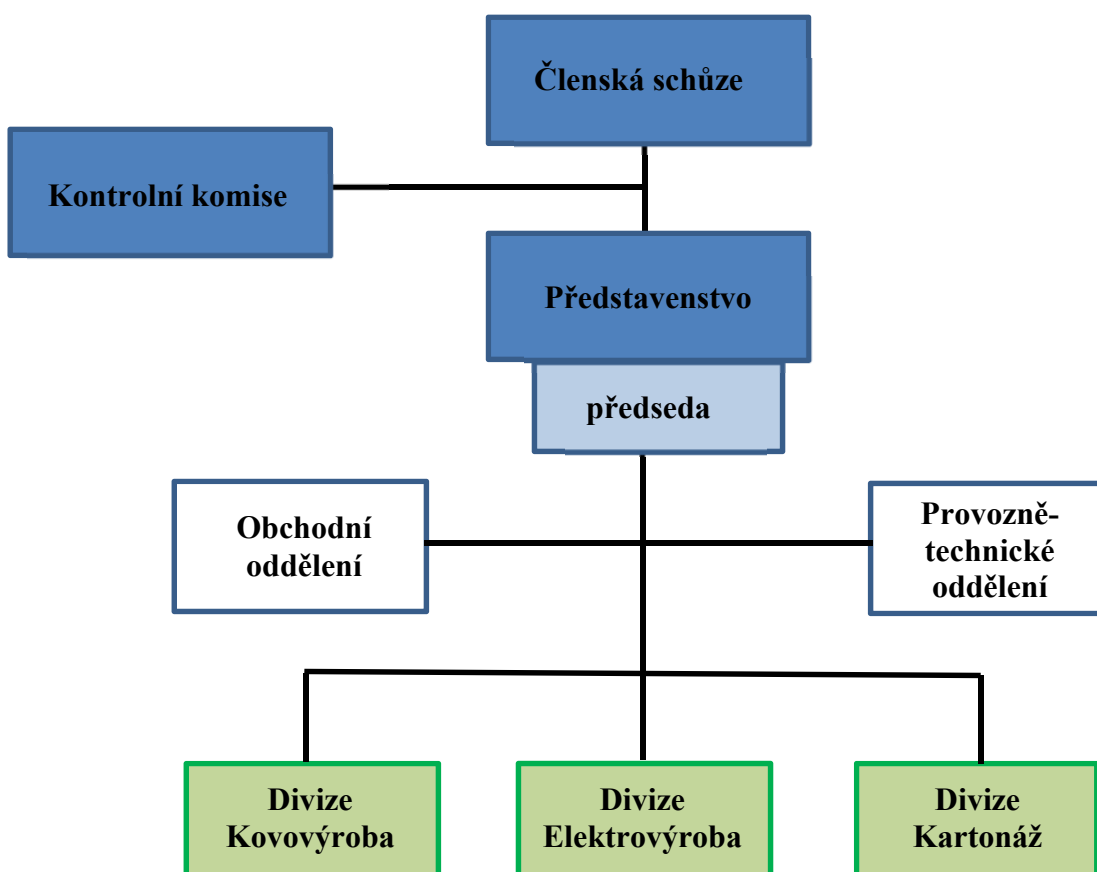 Členská schůze
Kontrolní komise
Představenstvo
předseda
Obchodní
oddělení
Provozně-
technické
oddělení
Divize
Kovovýroba
Divize
Elektrovýroba
Divize
Kartonáž